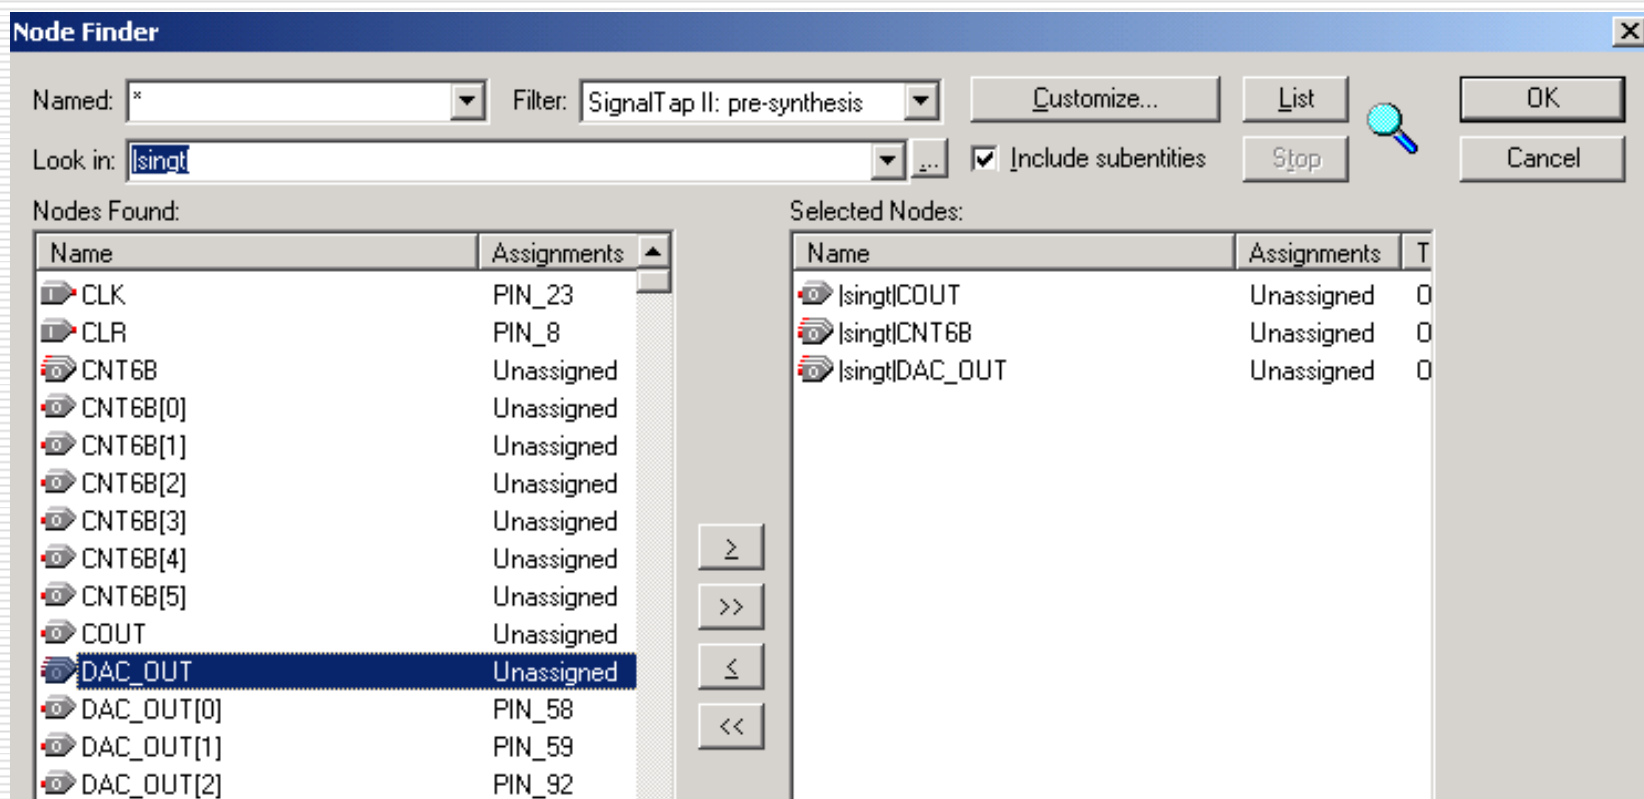 Node Finder
Named: * Filter: SignalTap II: pre-synthesis Customize... List OK
Look in: |singt| ... Include subentities Stop Cancel
Nodes Found: Selected Nodes:
Name Assignments Name Assignments T
CLK PIN_23 |singt|COUT Unassigned O
CLR PIN_8 |singt|CNT6B Unassigned O
CNT6B Unassigned |singt|DAC_OUT Unassigned O
CNT6B[0] Unassigned
CNT6B[1] Unassigned
CNT6B[2] Unassigned
CNT6B[3] Unassigned
CNT6B[4] Unassigned ≥
CNT6B[5] Unassigned >>
COUT Unassigned
DAC_OUT Unassigned ≤
DAC_OUT[0] PIN_58 <<
DAC_OUT[1] PIN_59
DAC_OUT[2] PIN_92